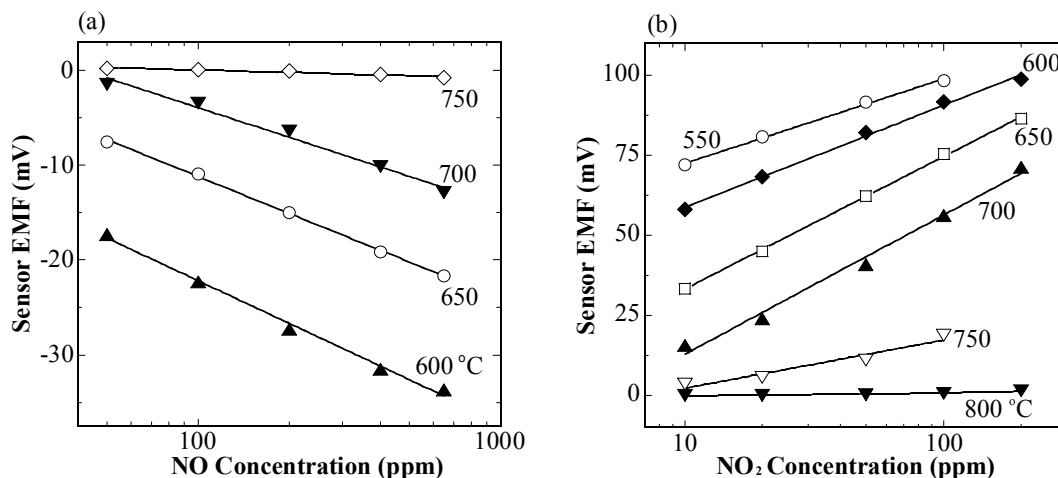 (a)
0
-10
-20
-30
Sensor EMF (mV)
750
700
650
600 °C
100
1000
NO Concentration (ppm)
(b)
100
75
50
25
0
Sensor EMF (mV)
600
550
650
700
750
800 °C
10
100
NO₂ Concentration (ppm)